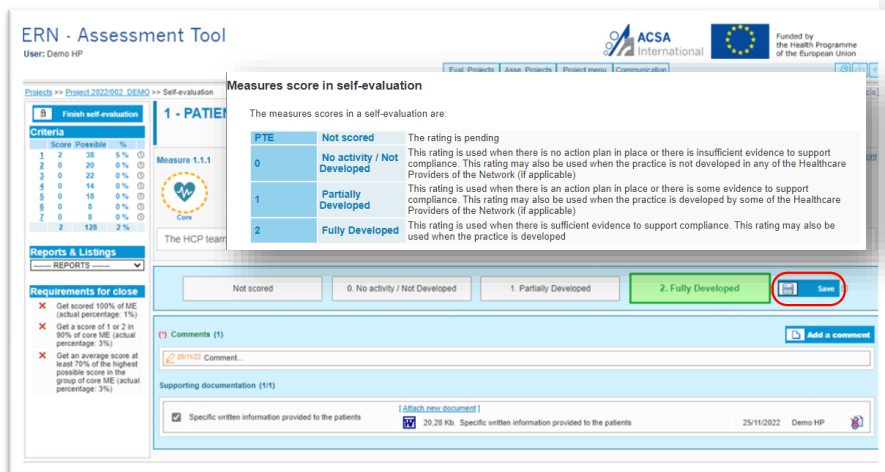 ERN - Assessment Tool
User: Demo HP
ACSA
International
Funded by
the Health Programme
of the European Union
Eval. Projects Asse. Projects Project menu Communication
Projects >> Project 2022/002_DEMO >> Self-evaluation
Measures score in self-evaluation
The measures scores in a self-evaluation are:
PTE Not scored The rating is pending
0 No activity / Not Developed This rating is used when there is no action plan in place or there is insufficient evidence to support
compliance. This rating may also be used when the practice is not developed in any of the Healthcare
Providers of the Network (if applicable)
1 Partially Developed This rating is used when there is an action plan in place or there is some evidence to support
compliance. This rating may also be used when the practice is developed by some of the Healthcare
Providers of the Network (if applicable)
2 Fully Developed This rating is used when there is sufficient evidence to support compliance. This rating may also be
used when the practice is developed
Finish self-evaluation
Criteria
Score Possible %
1 2 38 5 %
2 0 20 0 %
3 0 22 0 %
4 0 14 0 %
5 0 18 0 %
6 0 8 0 %
7 0 8 0 %
2 128 2 %
Reports & Listings
------ REPORTS ------
Requirements for close
Get scored 100% of ME
(actual percentage: 1%)
Get a score of 1 or 2 in
90% of core ME (actual
percentage: 3%)
Get an average score at
least 70% of the highest
possible score in the
group of core ME (actual
percentage: 3%)
1 - PATIE
Measure 1.1.1
Core
The HCP team
Not scored
0. No activity / Not Developed
1. Partially Developed
2. Fully Developed
Save
(*) Comments (1)
Add a comment
25/11/22 Comment...
Supporting documentation (1/1)
Specific written information provided to the patients
[ Attach new document ]
20,28 Kb. Specific written information provided to the patients 25/11/2022 Demo HP